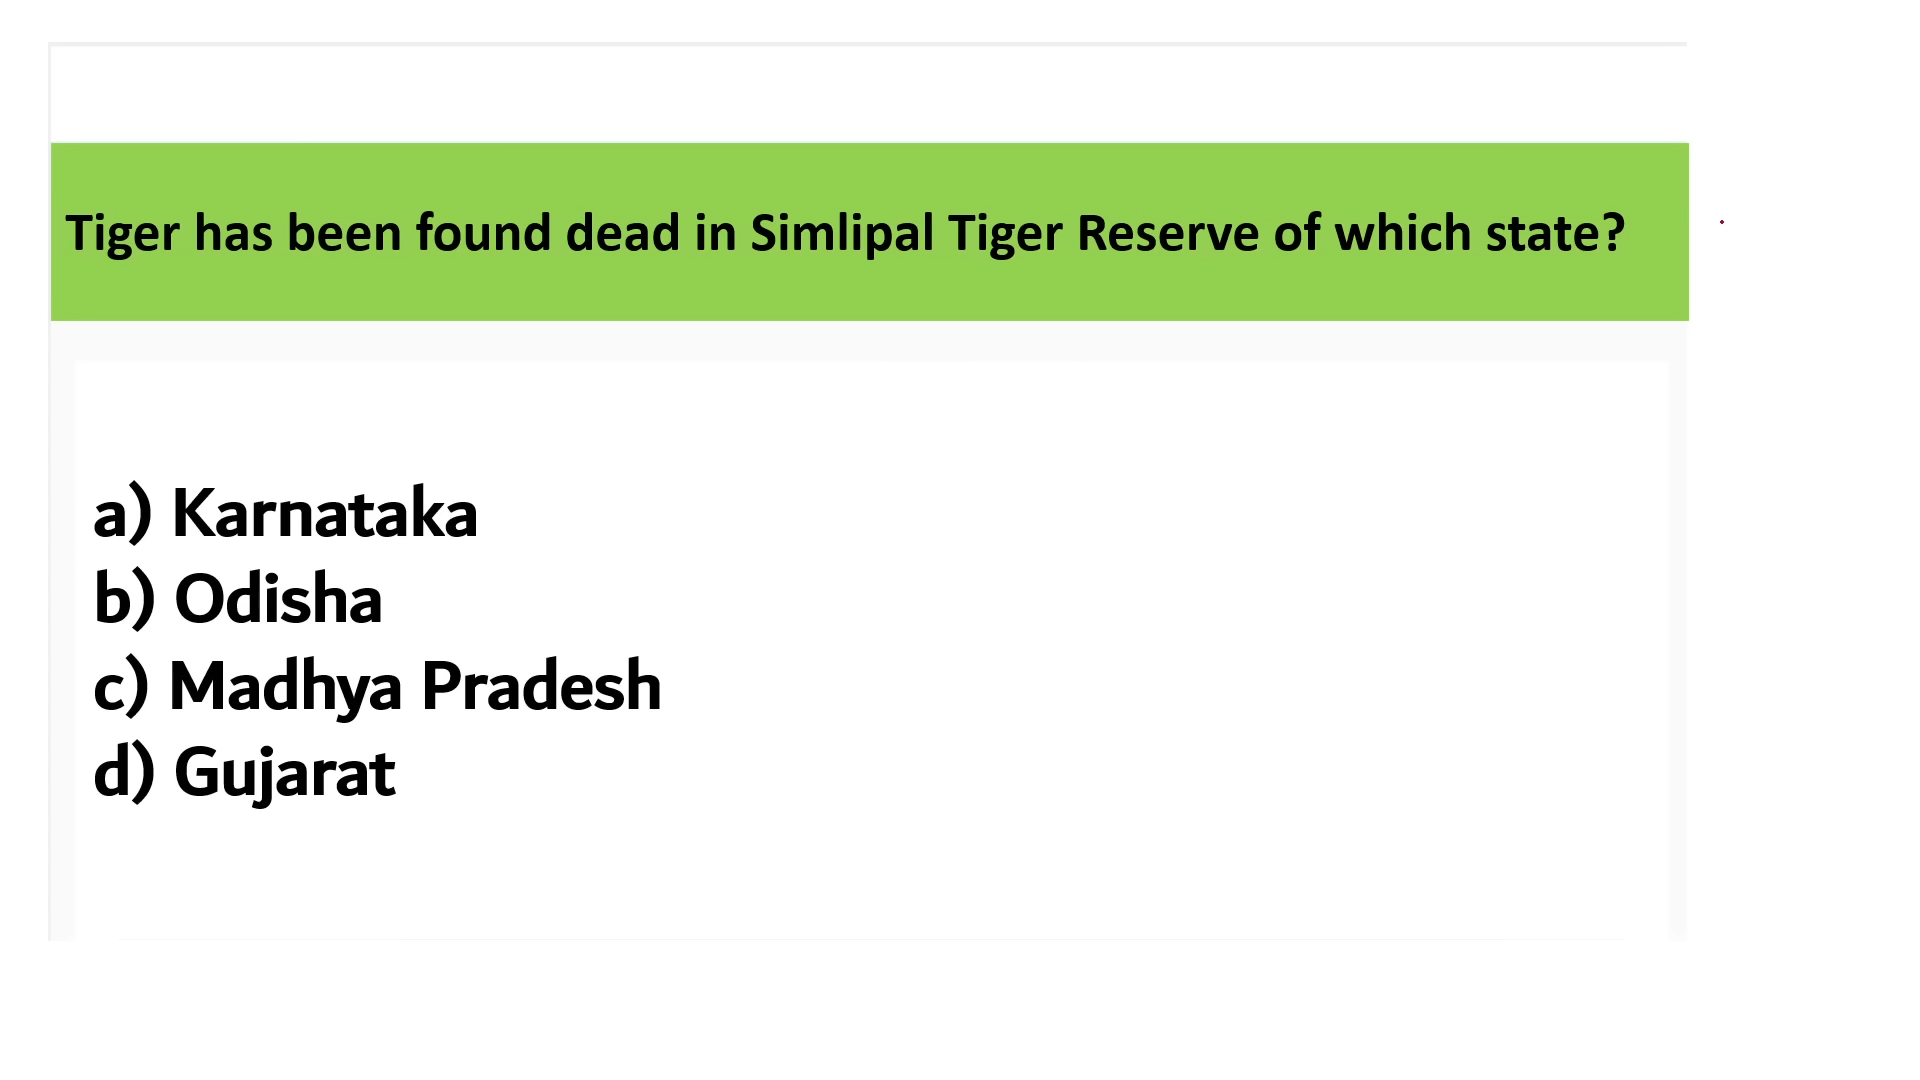 Tiger has been found dead in Simlipal Tiger Reserve of which state?
a) Karnataka
b) Odisha
c) Madhya Pradesh
d) Gujarat